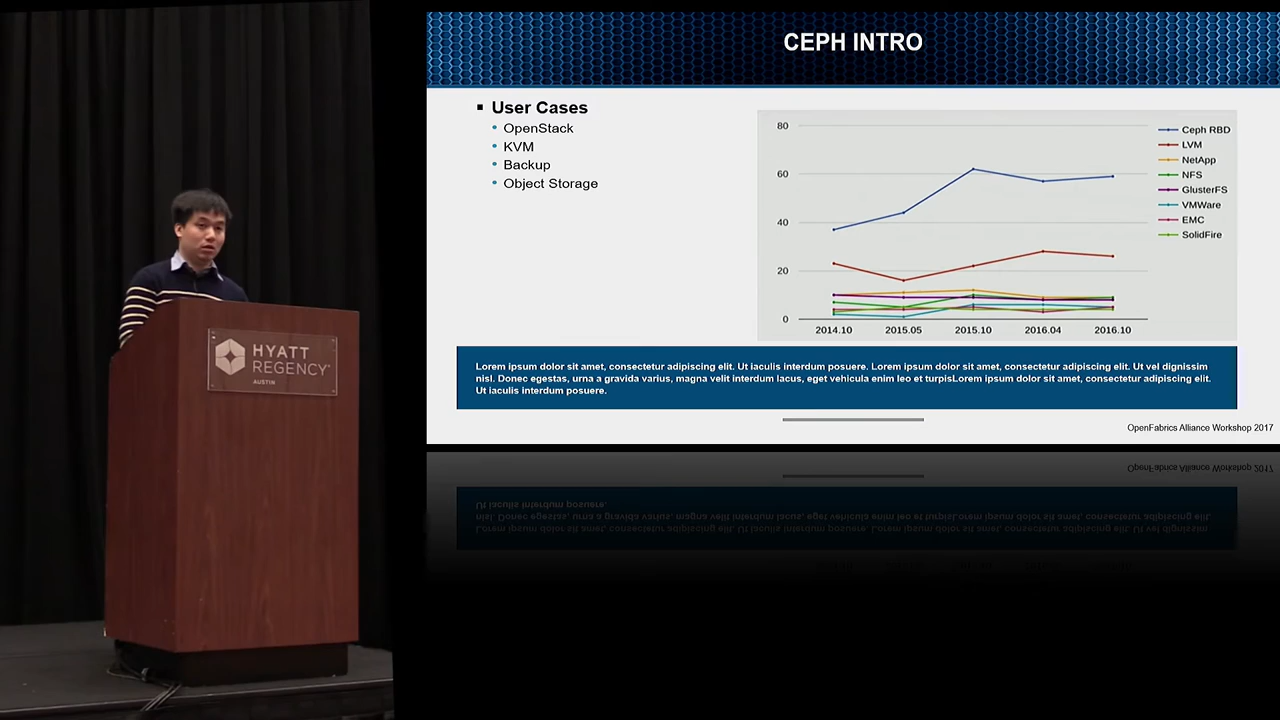 CEPH INTRO
User Cases
OpenStack
KVM
Backup
Object Storage
80
60
40
20
0
2014.10 2015.05 2015.10 2016.04 2016.10
Ceph RBD
LVM
NetApp
NFS
GlusterFS
VMWare
EMC
SolidFire
Lorem ipsum dolor sit amet, consectetur adipiscing elit. Ut iaculis interdum posuere. Lorem ipsum dolor sit amet, consectetur adipiscing elit. Ut vel dignissim
nisl. Donec egestas, urna a gravida varius, magna velit interdum lacus, eget vehicula enim leo et turpisLorem ipsum dolor sit amet, consectetur adipiscing elit.
Ut iaculis interdum posuere.
OpenFabrics Alliance Workshop 2017
HYATT
REGENCY
AUSTIN